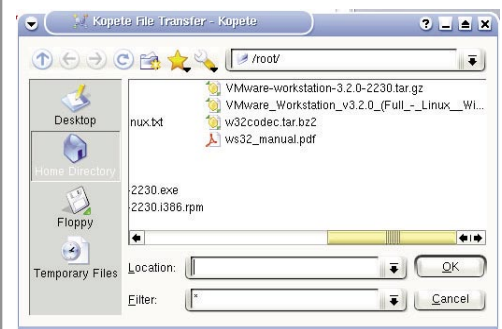 Kopete File Transfer - Kopete
/root/
Desktop
Home Directory
Floppy
Temporary Files
nux.txt
-2230.exe
-2230.i386.rpm
VMware-workstation-3.2.0-2230.tar.gz
VMware_Workstation_v3.2.0_(Full_-_Linux__Wi...
w32codec.tar.bz2
ws32_manual.pdf
Location:
OK
Filter: *
Cancel